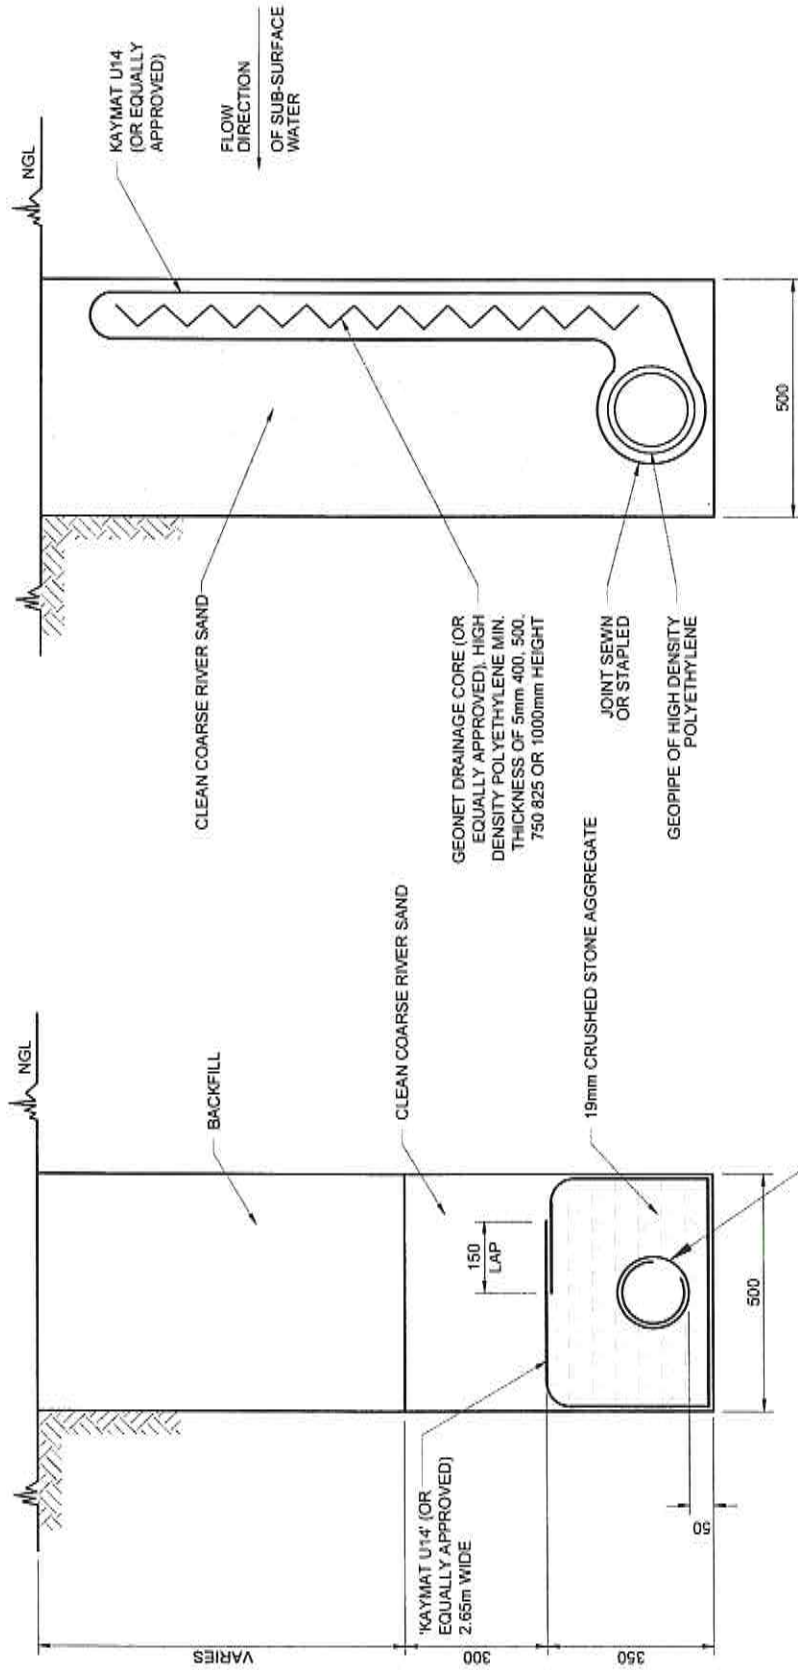 NGL
BACKFILL
CLEAN COARSE RIVER SAND
150
LAP
'KAYMAT U14' (OR
EQUALLY APPROVED)
2.65m WIDE
19mm CRUSHED STONE AGGREGATE
VARIES
300
350
50
500
NGL
KAYMAT U14
(OR EQUALLY
APPROVED)
FLOW
DIRECTION
OF SUB-SURFACE
WATER
CLEAN COARSE RIVER SAND
GEONET DRAINAGE CORE (OR
EQUALLY APPROVED), HIGH
DENSITY POLYETHYLENE MIN.
THICKNESS OF 5mm 400, 500,
750 825 OR 1000mm HEIGHT
JOINT SEWN
OR STAPLED
GEOPIPE OF HIGH DENSITY
POLYETHYLENE
500